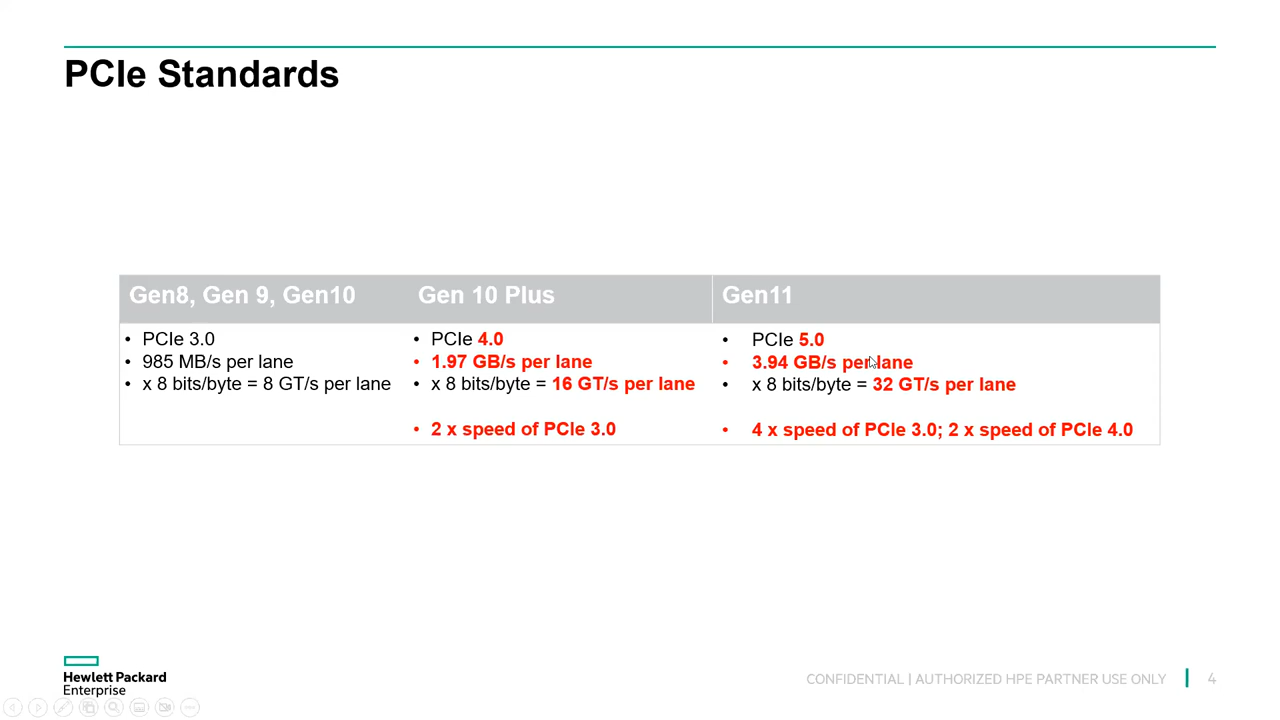 PCIe Standards
Gen8, Gen 9, Gen10
• PCIe 3.0
• 985 MB/s per lane
• x 8 bits/byte = 8 GT/s per lane
Gen 10 Plus
• PCIe 4.0
• 1.97 GB/s per lane
• x 8 bits/byte = 16 GT/s per lane
• 2 x speed of PCIe 3.0
Gen11
• PCIe 5.0
• 3.94 GB/s per lane
• x 8 bits/byte = 32 GT/s per lane
• 4 x speed of PCIe 3.0; 2 x speed of PCIe 4.0
Hewlett Packard
Enterprise
CONFIDENTIAL | AUTHORIZED HPE PARTNER USE ONLY
4